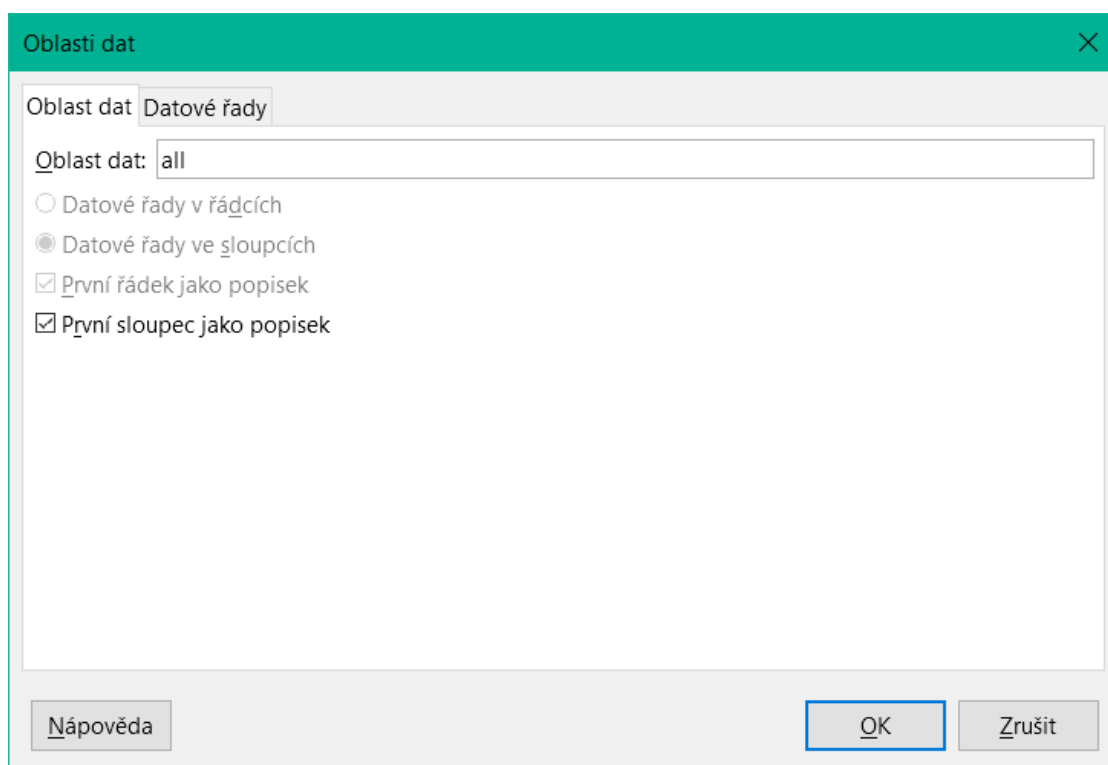 Oblasti dat
Oblast dat Datové řady
Oblast dat: all
Datové řady v řádcích
Datové řady ve sloupcích
První řádek jako popisek
První sloupec jako popisek
Nápověda OK Zrušit